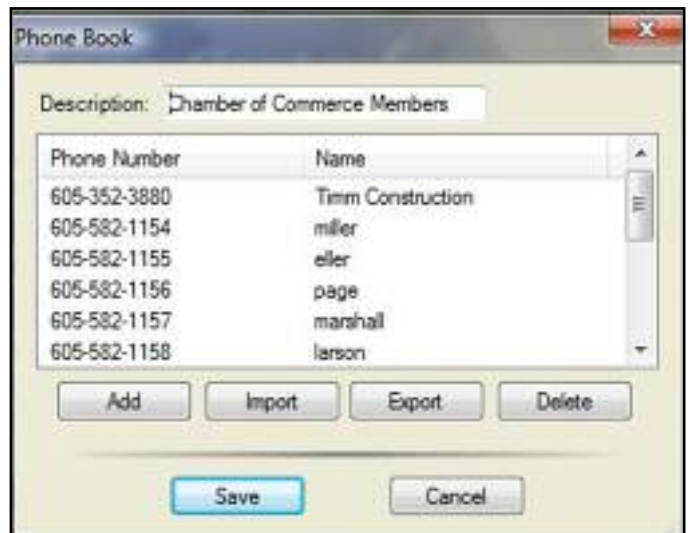 Phone Book
Description: Chamber of Commerce Members
Phone Number Name
605-352-3880 Timm Construction
605-582-1154 miller
605-582-1155 eller
605-582-1156 page
605-582-1157 marshall
605-582-1158 larson
Add Import Export Delete
Save Cancel